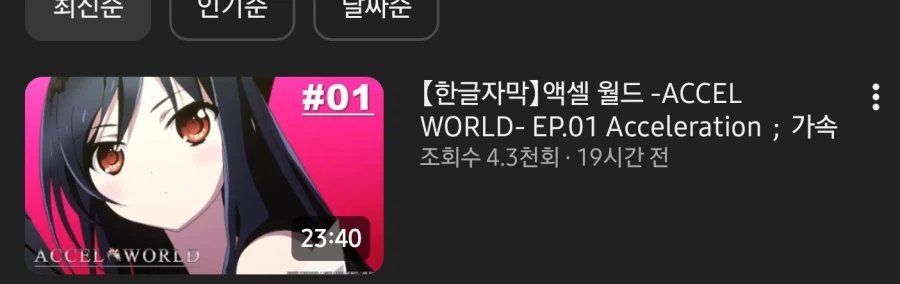 최신순
인기순
날짜순
#01
【한글자막】액셀 월드 -ACCEL
WORLD- EP.01 Acceleration ; 가속
조회수 4.3천회 · 19시간 전
23:40
ACCEL WORLD